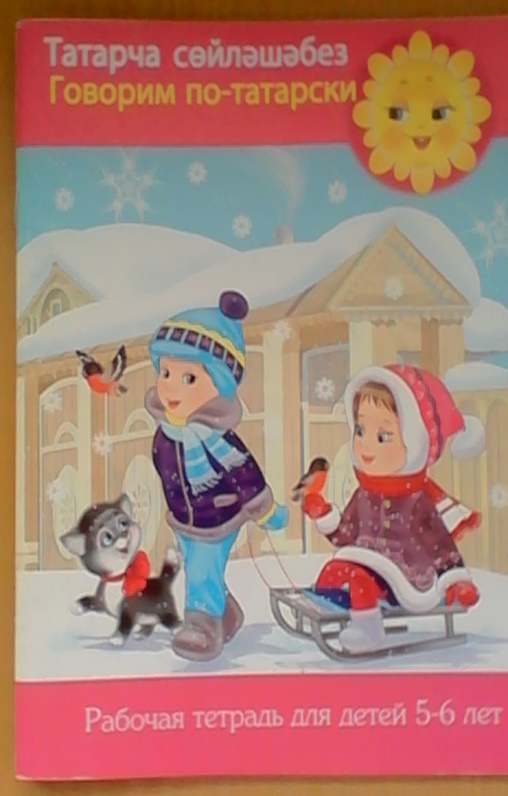 Татарча сөйләшәбез
Говорим по-татарски
Рабочая тетрадь для детей 5-6 лет